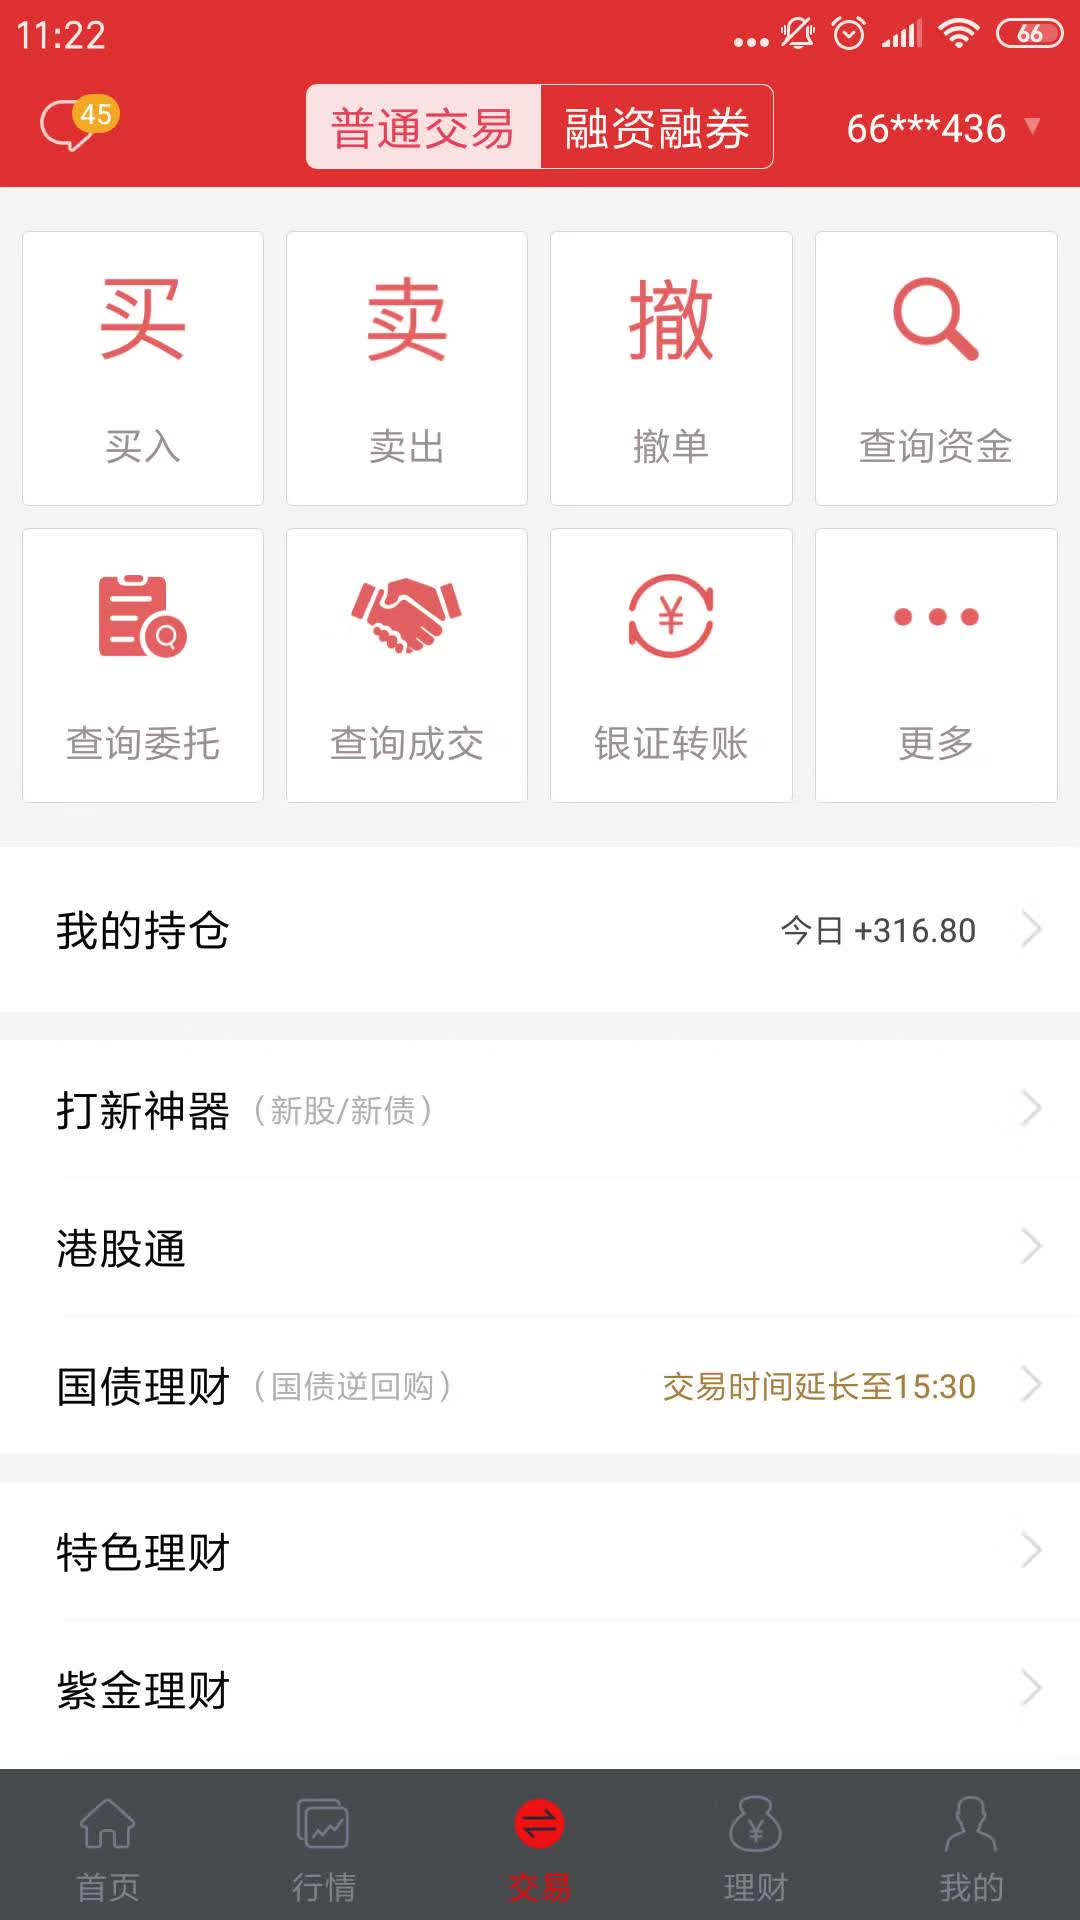 11:22
66
45
普通交易
融资融券
66***436
买
卖
撤
买入
卖出
撤单
查询资金
¥
查询委托
查询成交
银证转账
更多
我的持仓
今日 +316.80
打新神器（新股/新债）
港股通
国债理财（国债逆回购）
交易时间延长至15:30
特色理财
紫金理财
¥
首页
行情
交易
理财
我的